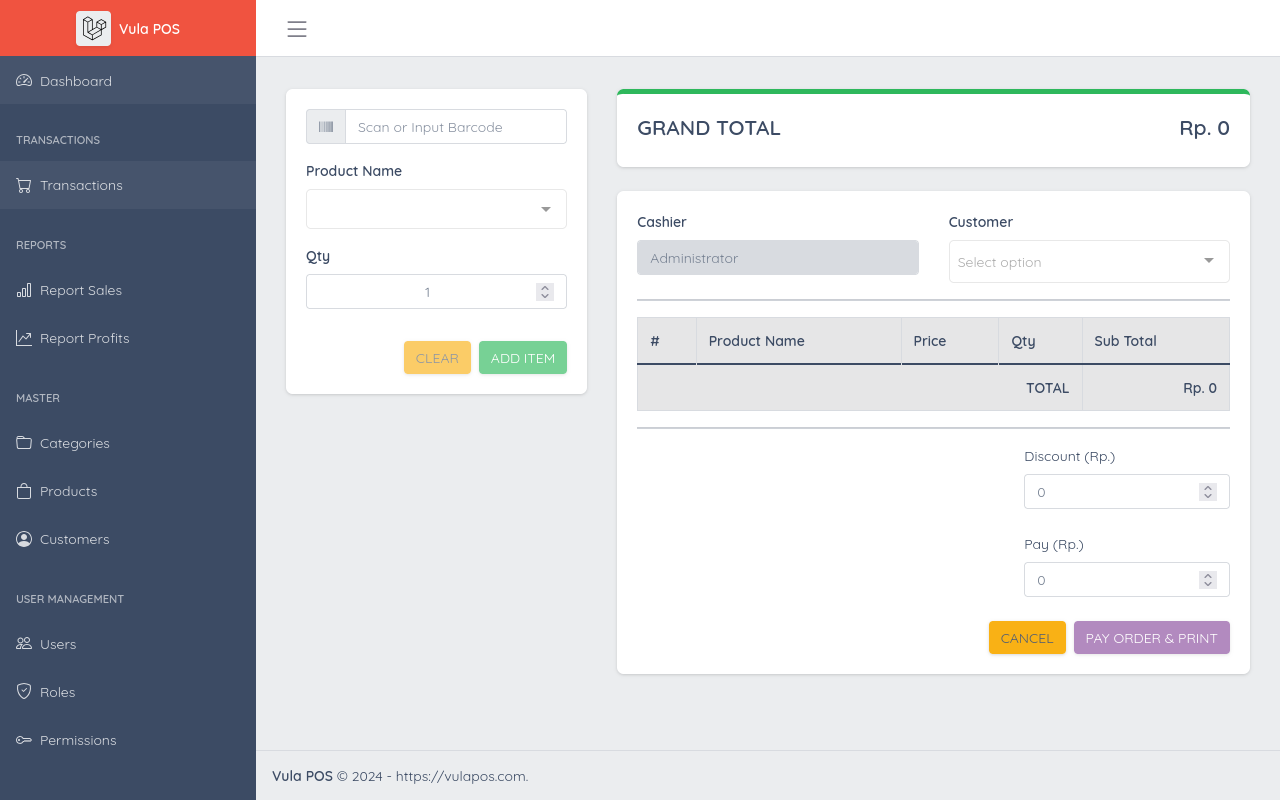 Vula POS
Dashboard
TRANSACTIONS
Transactions
REPORTS
Report Sales
Report Profits
MASTER
Categories
Products
Customers
USER MANAGEMENT
Users
Roles
Permissions
Scan or Input Barcode
Product Name
Qty
1
CLEAR ADD ITEM
GRAND TOTAL Rp. 0
Cashier Customer
Administrator Select option
# Product Name Price Qty Sub Total
TOTAL Rp. 0
Discount (Rp.)
0
Pay (Rp.)
0
CANCEL PAY ORDER & PRINT
Vula POS © 2024 - https://vulapos.com.